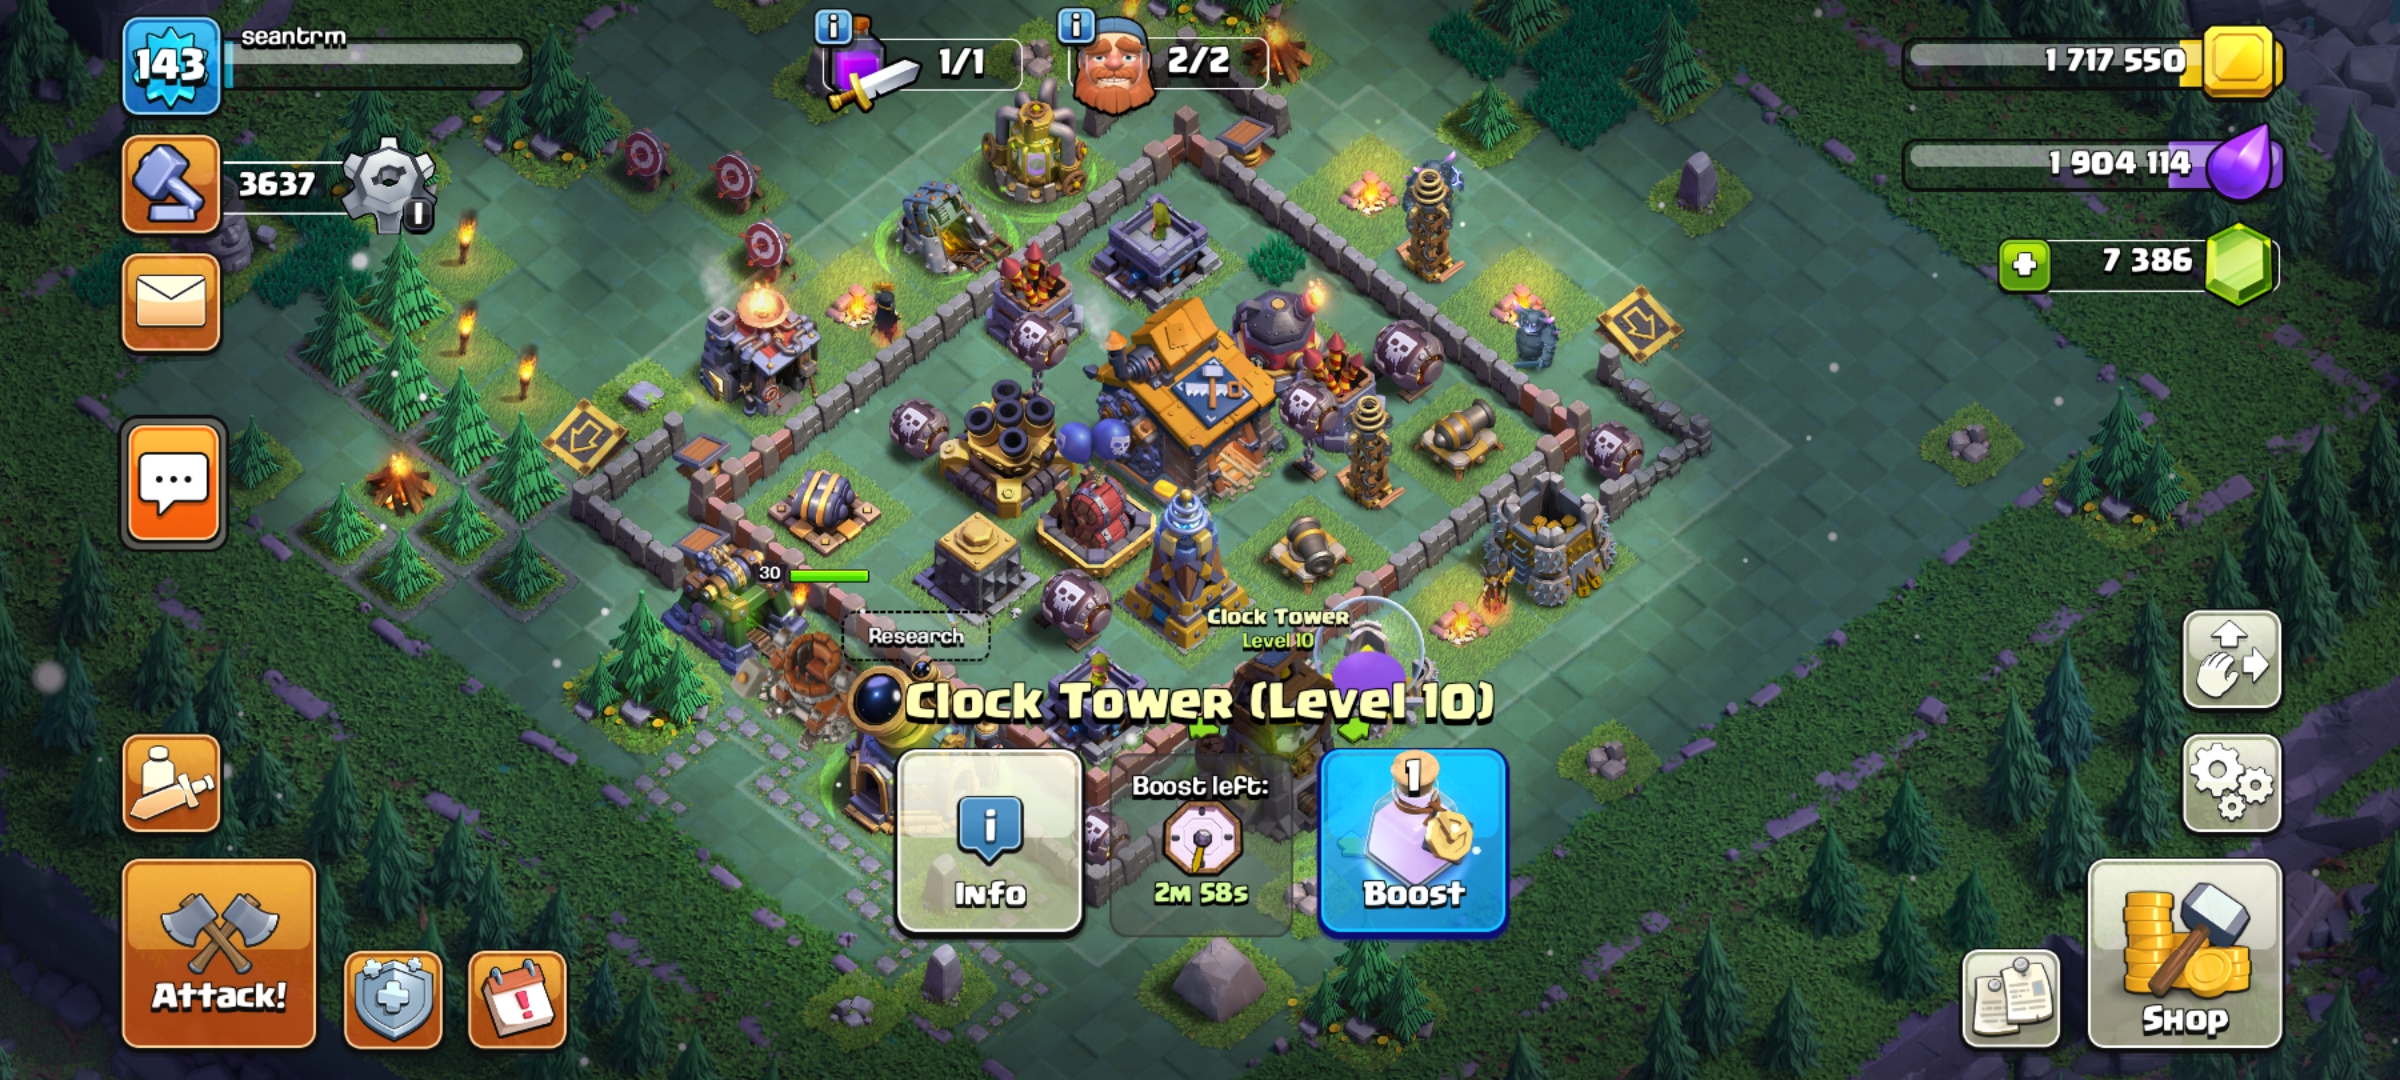 143
seantrm
1/1
2/2
1 717 550
3637
1 904 114
7 386
30
Research
Clock Tower
Level 10
Clock Tower (Level 10)
Info
Boost left:
2m 58s
1
Boost
Attack!
Shop